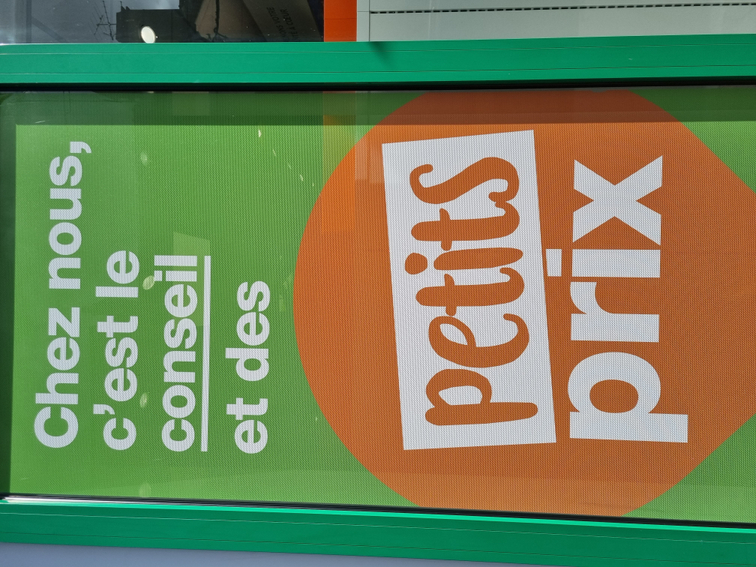 Chez nous,
c'est le
conseil
et des
petits
prix